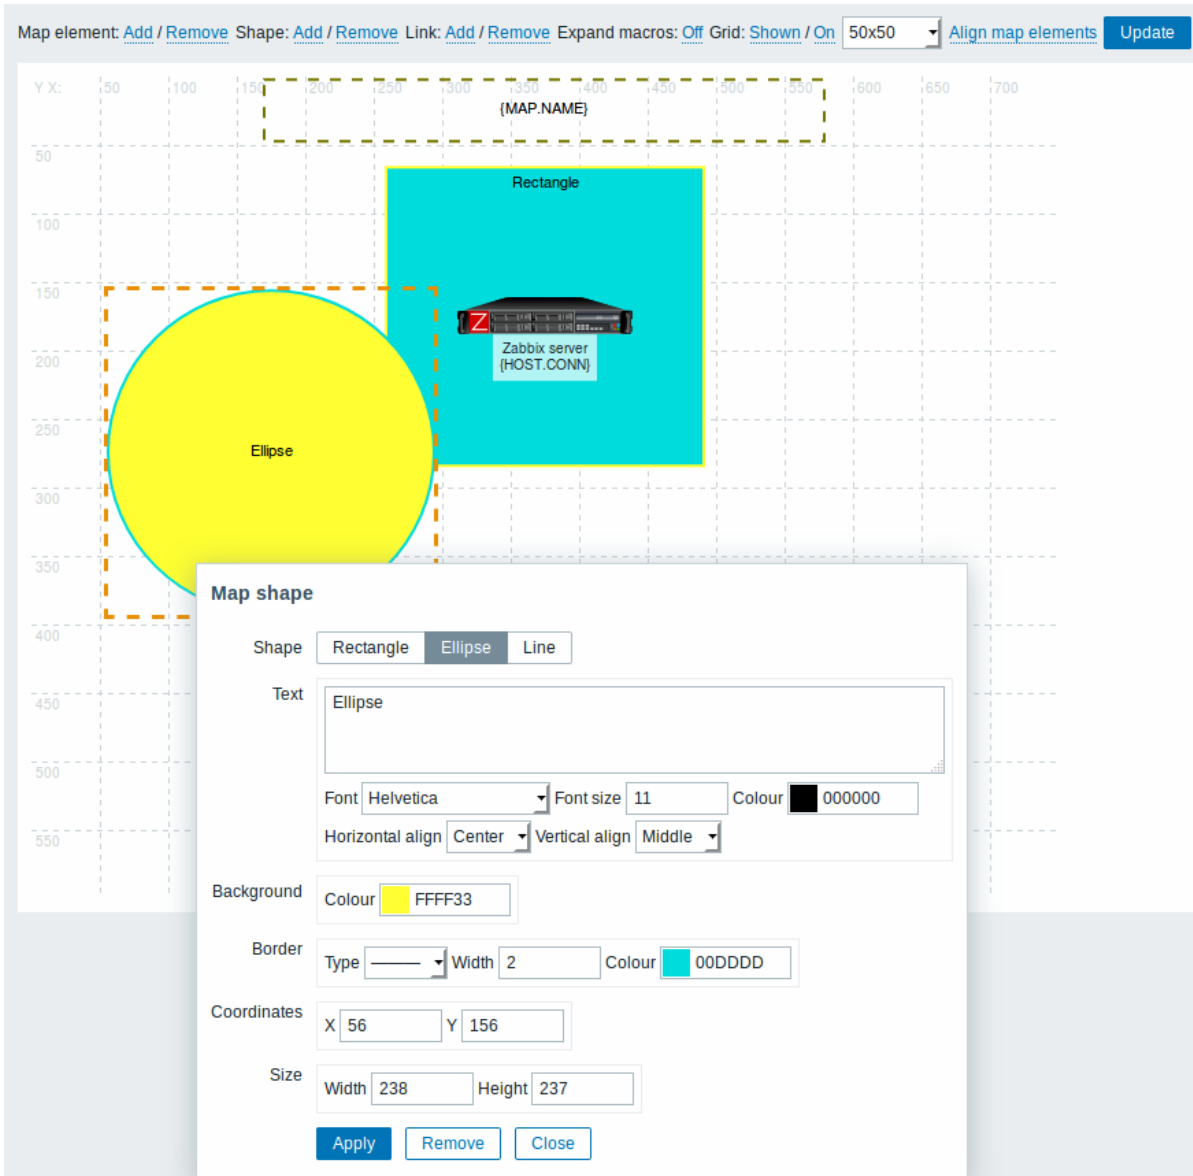 Map element: Add / Remove Shape: Add / Remove Link: Add / Remove Expand macros: Off Grid: Shown / On 50x50 Align map elements Update
Y X: 50 100 150 200 250 300 350 400 450 500 550 600 650 700
{MAP.NAME}
50
Rectangle
100
150
Z
Zabbix server
200
{HOST.CONN}
250
Ellipse
300
350
Map shape
400
Shape Rectangle Ellipse Line
450
Text Ellipse
500
Font Helvetica Font size 11 Colour 000000
550
Horizontal align Center Vertical align Middle
Background Colour FFFF33
Border Type Width 2 Colour 00DDDD
Coordinates X 56 Y 156
Size Width 238 Height 237
Apply Remove Close